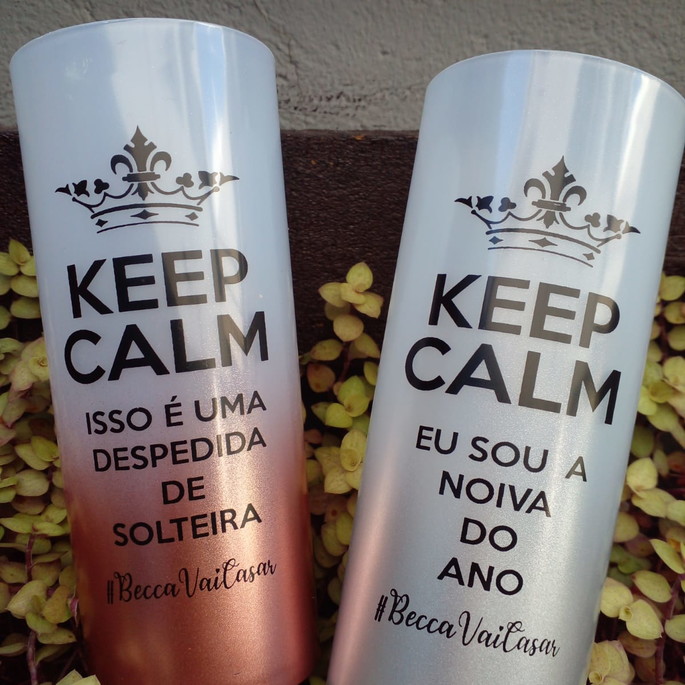 KEEP
CALM
ISSO É UMA
DESPEDIDA
DE
SOLTEIRA
#BeccaVaiCasar
KEEP
CALM
EU SOU A
NOIVA
DO
ANO
#BeccaVaiCasar